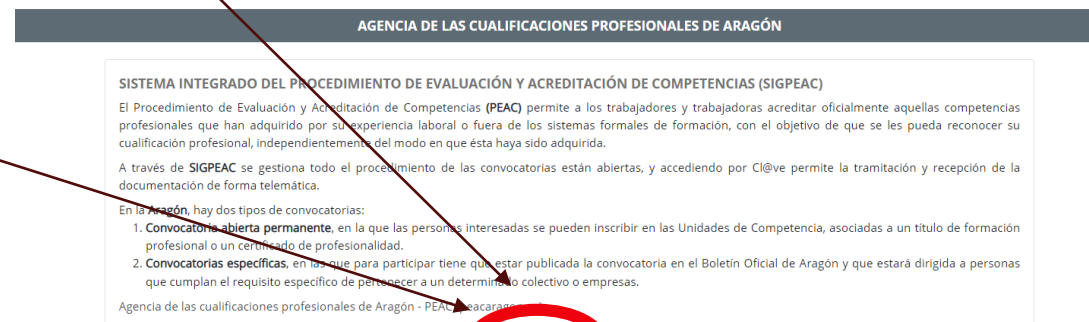 AGENCIA DE LAS CUALIFICACIONES PROFESIONALES DE ARAGÓN
SISTEMA INTEGRADO DEL PROCEDIMIENTO DE EVALUACIÓN Y ACREDITACIÓN DE COMPETENCIAS (SIGPEAC)
El Procedimiento de Evaluación y Acreditación de Competencias (PEAC) permite a los trabajadores y trabajadoras acreditar oficialmente aquellas competencias
profesionales que han adquirido por su experiencia laboral o fuera de los sistemas formales de formación, con el objetivo de que se les pueda reconocer su
cualificación profesional, independientemente del modo en que ésta haya sido adquirida.
A través de SIGPEAC se gestiona todo el procedimiento de las convocatorias están abiertas, y accediendo por Cl@ve permite la tramitación y recepción de la
documentación de forma telemática.
En la Aragón, hay dos tipos de convocatorias:
1. Convocatoria abierta permanente, en la que las personas interesadas se pueden inscribir en las Unidades de Competencia, asociadas a un título de formación
profesional o un certificado de profesionalidad.
2. Convocatorias específicas, en las que para participar tiene que estar publicada la convocatoria en el Boletín Oficial de Aragón y que estará dirigida a personas
que cumplan el requisito específico de pertenecer a un determinado colectivo o empresas.
Agencia de las cualificaciones profesionales de Aragón - PEAC